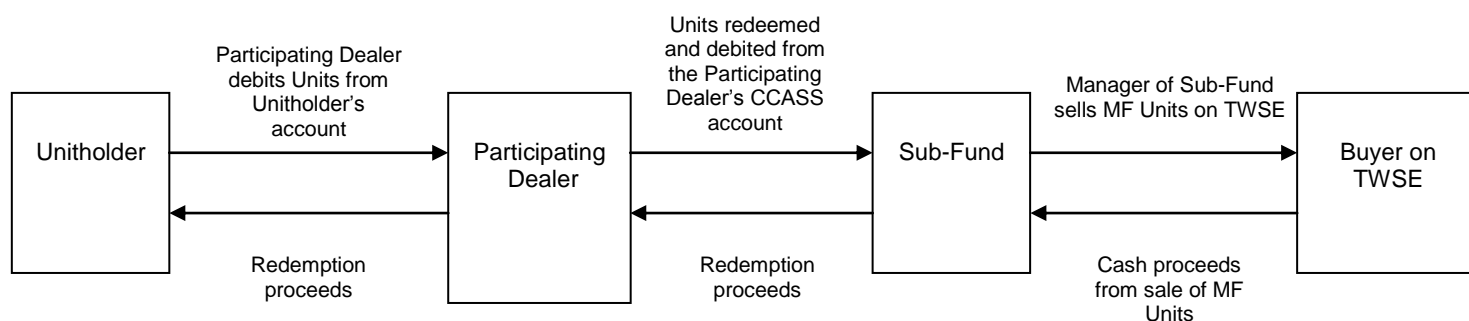 Participating Dealer
debits Units from
Unitholder’s
account
Units redeemed
and debited from
the Participating
Dealer’s CCASS
account
Manager of Sub-Fund
sells MF Units on TWSE
Unitholder
Participating
Dealer
Sub-Fund
Buyer on
TWSE
Redemption
proceeds
Redemption
proceeds
Cash proceeds
from sale of MF
Units